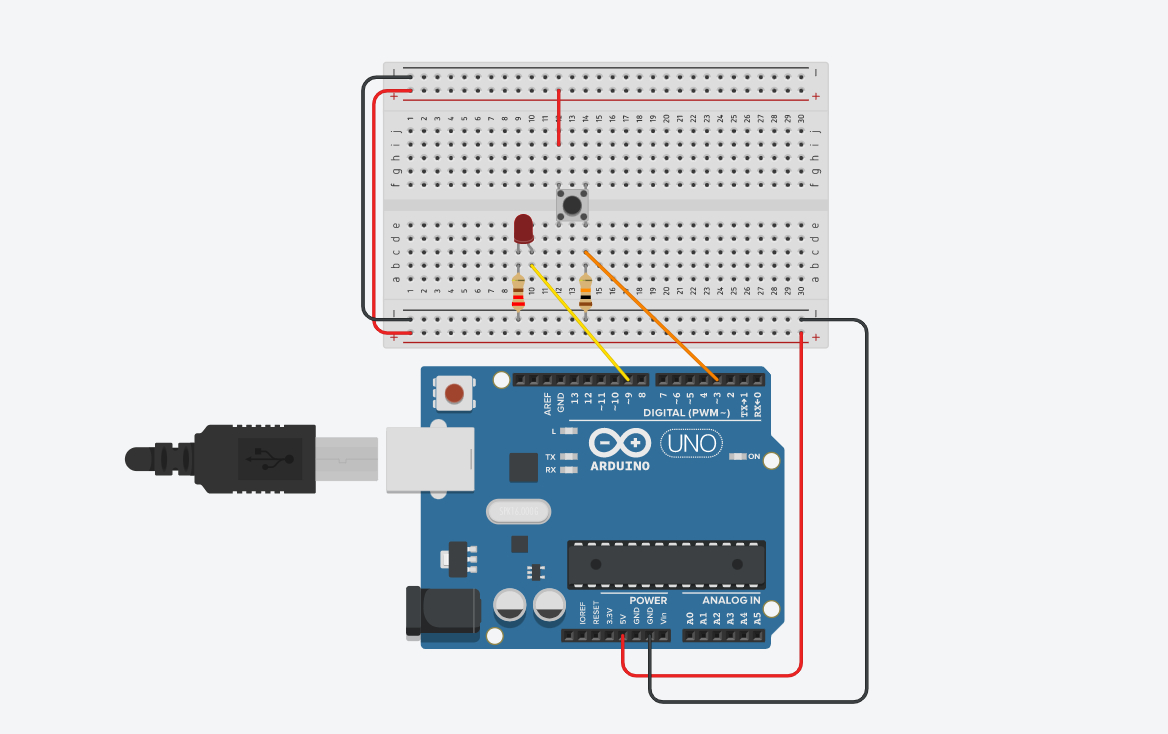 − −
+ +
1 2 3 4 5 6 7 8 9 10 11 12 13 14 15 16 17 18 19 20 21 22 23 24 25 26 27 28 29 30
j j
i i
h h
g g
f f
e e
d d
c c
b b
a a
1 2 3 4 5 6 7 8 9 10 11 12 13 14 15 16 17 18 19 20 21 22 23 24 25 26 27 28 29 30
− −
+ +
AREF GND 13 12 ~11 ~10 ~9 8 7 ~6 ~5 4 ~3 2 TX→1 RX←0
DIGITAL (PWM ~)
L
UNO
TX ON
RX ARDUINO
POWER ANALOG IN
IOREF RESET 3.3V 5V GND GND Vin A0 A1 A2 A3 A4 A5